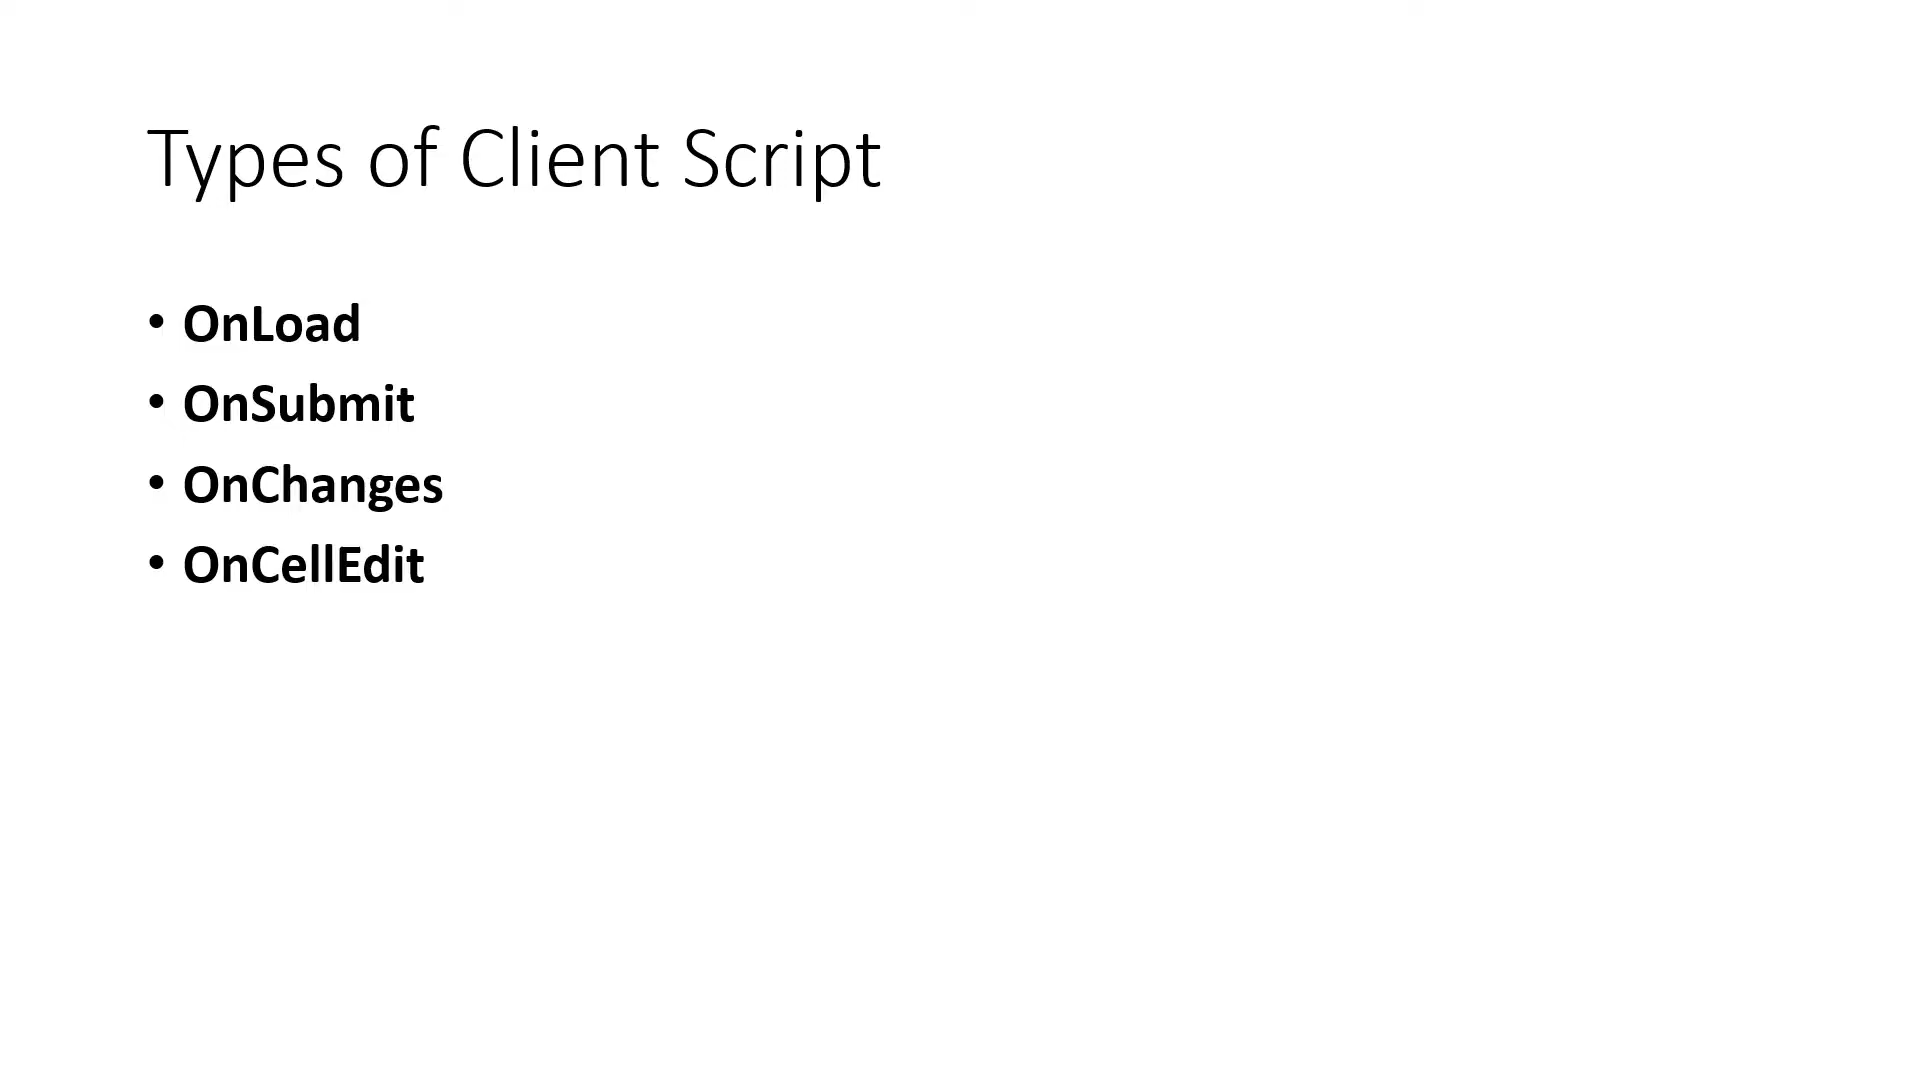 Types of Client Script
• OnLoad
• OnSubmit
• OnChanges
• OnCellEdit